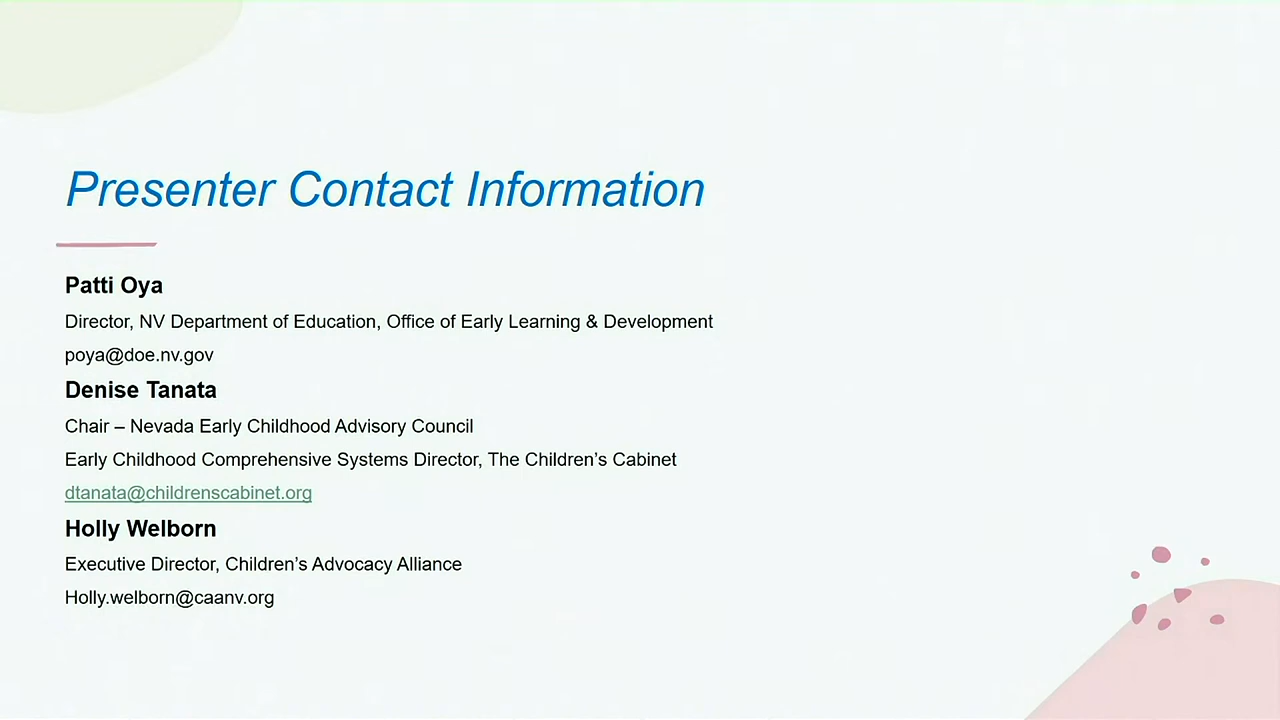 Presenter Contact Information
Patti Oya
Director, NV Department of Education, Office of Early Learning & Development
poya@doe.nv.gov
Denise Tanata
Chair – Nevada Early Childhood Advisory Council
Early Childhood Comprehensive Systems Director, The Children’s Cabinet
dtanata@childrenscabinet.org
Holly Welborn
Executive Director, Children’s Advocacy Alliance
Holly.welborn@caanv.org